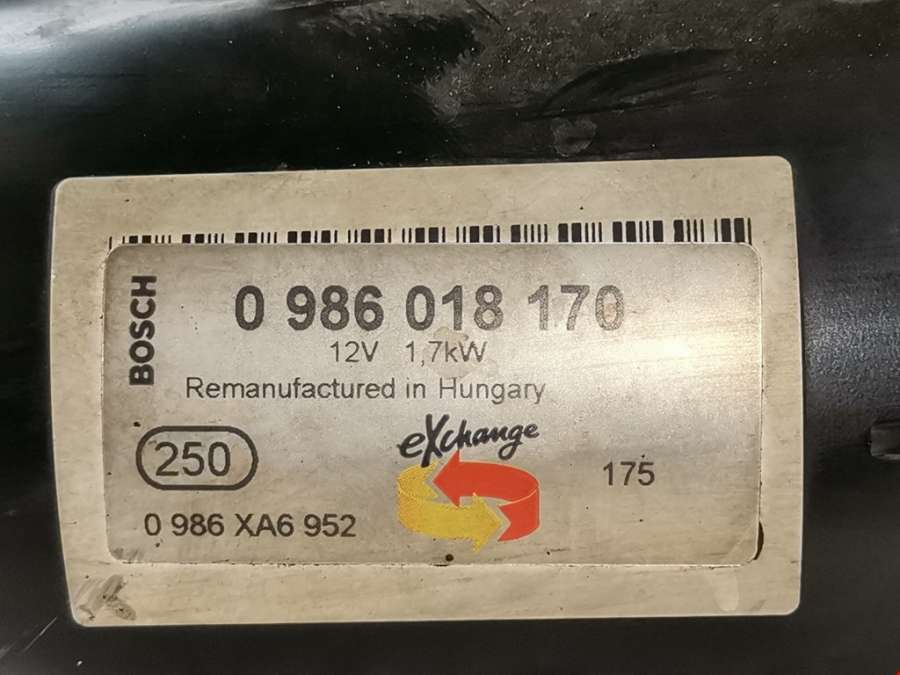 BOSCH
0 986 018 170
12V 1,7kW
Remanufactured in Hungary
eXchange
250
175
0 986 XA6 952